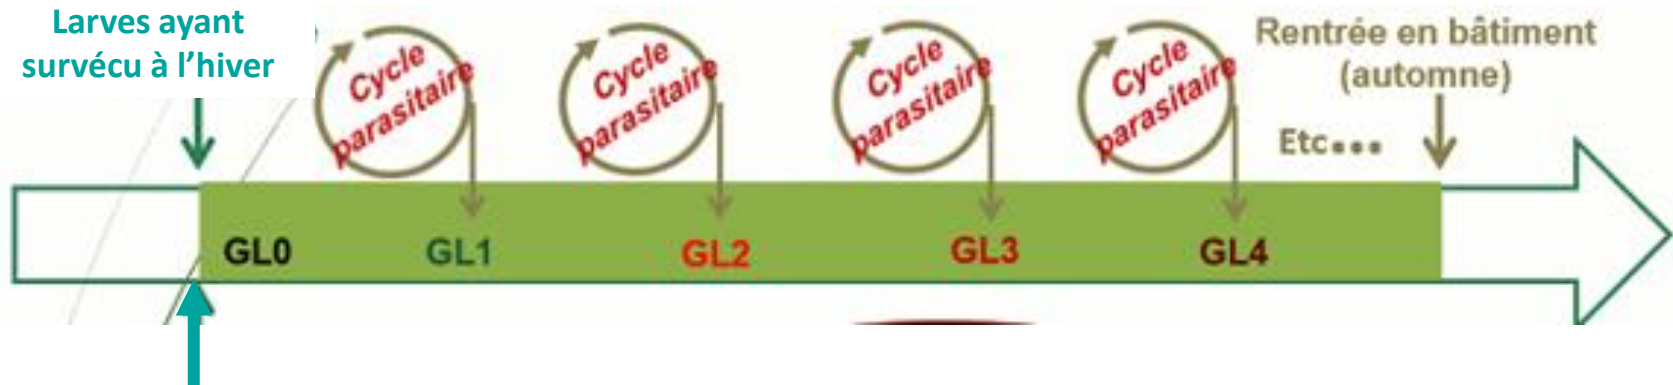 Larves ayant
survécu à l'hiver
Cycle
parasitaire
Cycle
parasitaire
Cycle
parasitaire
Cycle
parasitaire
Rentrée en bâtiment
(automne)
Etc...
GL0
GL1
GL2
GL3
GL4